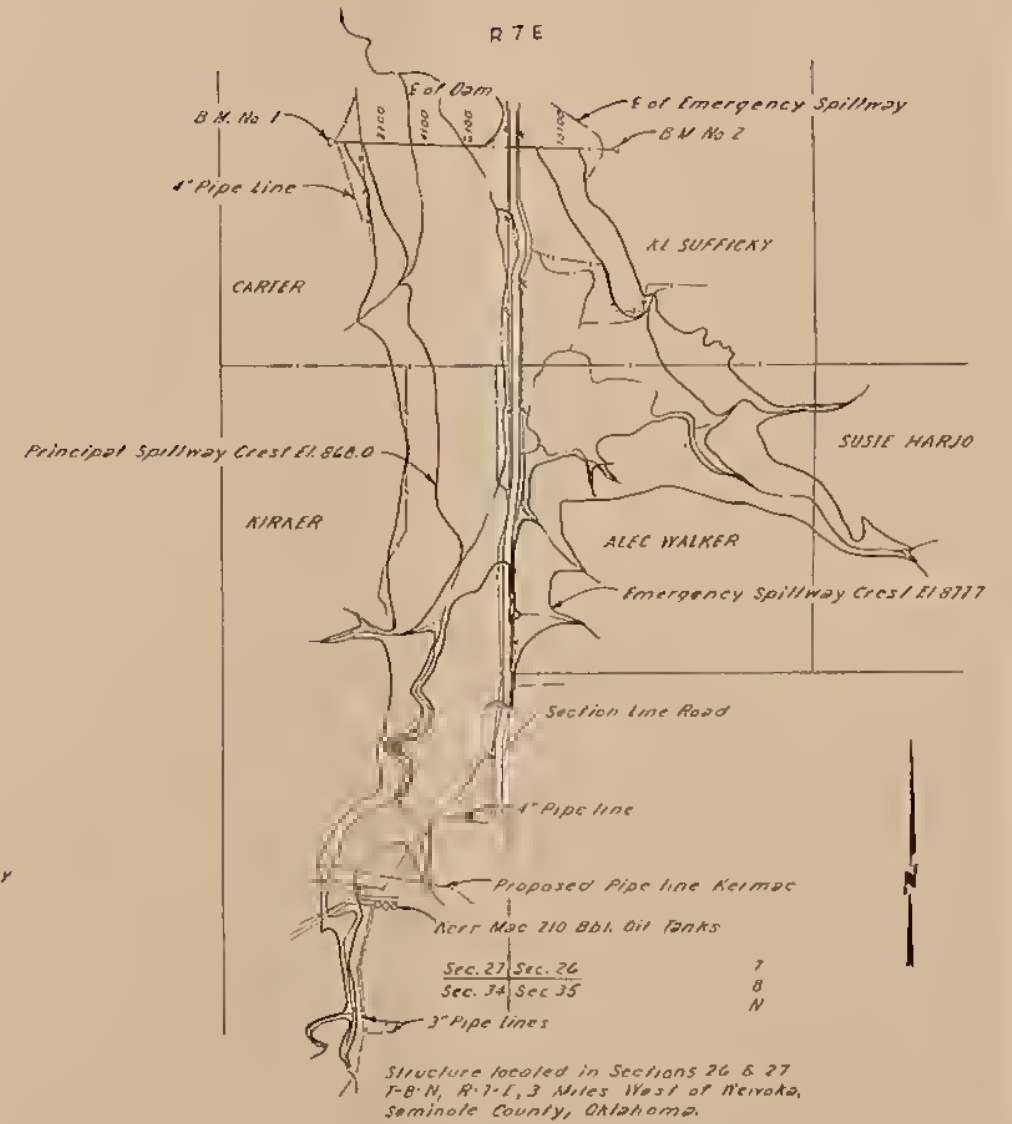 R 7 E
℄ of Dam
℄ of Emergency Spillway
B.M. No 1
B M No 2
4" Pipe Line
KL SUFFICKY
CARTER
SUSIE HARJO
Principal Spillway Crest El. 868.0
KIRKER
ALEC WALKER
Emergency Spillway Crest El 877.7
Section Line Road
4" Pipe line
Proposed Pipe line Kermac
Kerr Mac 210 Bbl. Oil Tanks
Sec. 27 Sec. 26
Sec. 34 Sec 35
T
8
N
3" Pipe lines
Structure located in Sections 26 & 27
T-8-N, R-7-E, 3 Miles West of Wewoka,
Seminole County, Oklahoma.
N
y